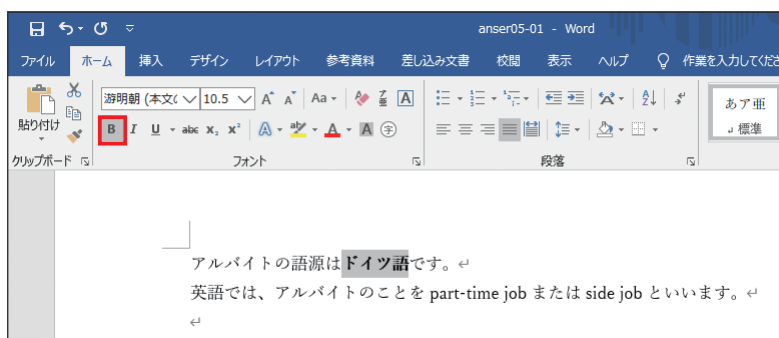 anser05-01 - Word
ファイル ホーム 挿入 デザイン レイアウト 参考資料 差し込み文書 校閲 表示 ヘルプ 作業を入力してくださ
游明朝 (本文( 10.5 A A Aa A
貼り付け B I U abc x₂ x² A aby A A 字 あア亜
↵標準
クリップボード フォント 段落
アルバイトの語源はドイツ語です。↵
英語では、アルバイトのことを part-time job または side job といいます。↵
↵